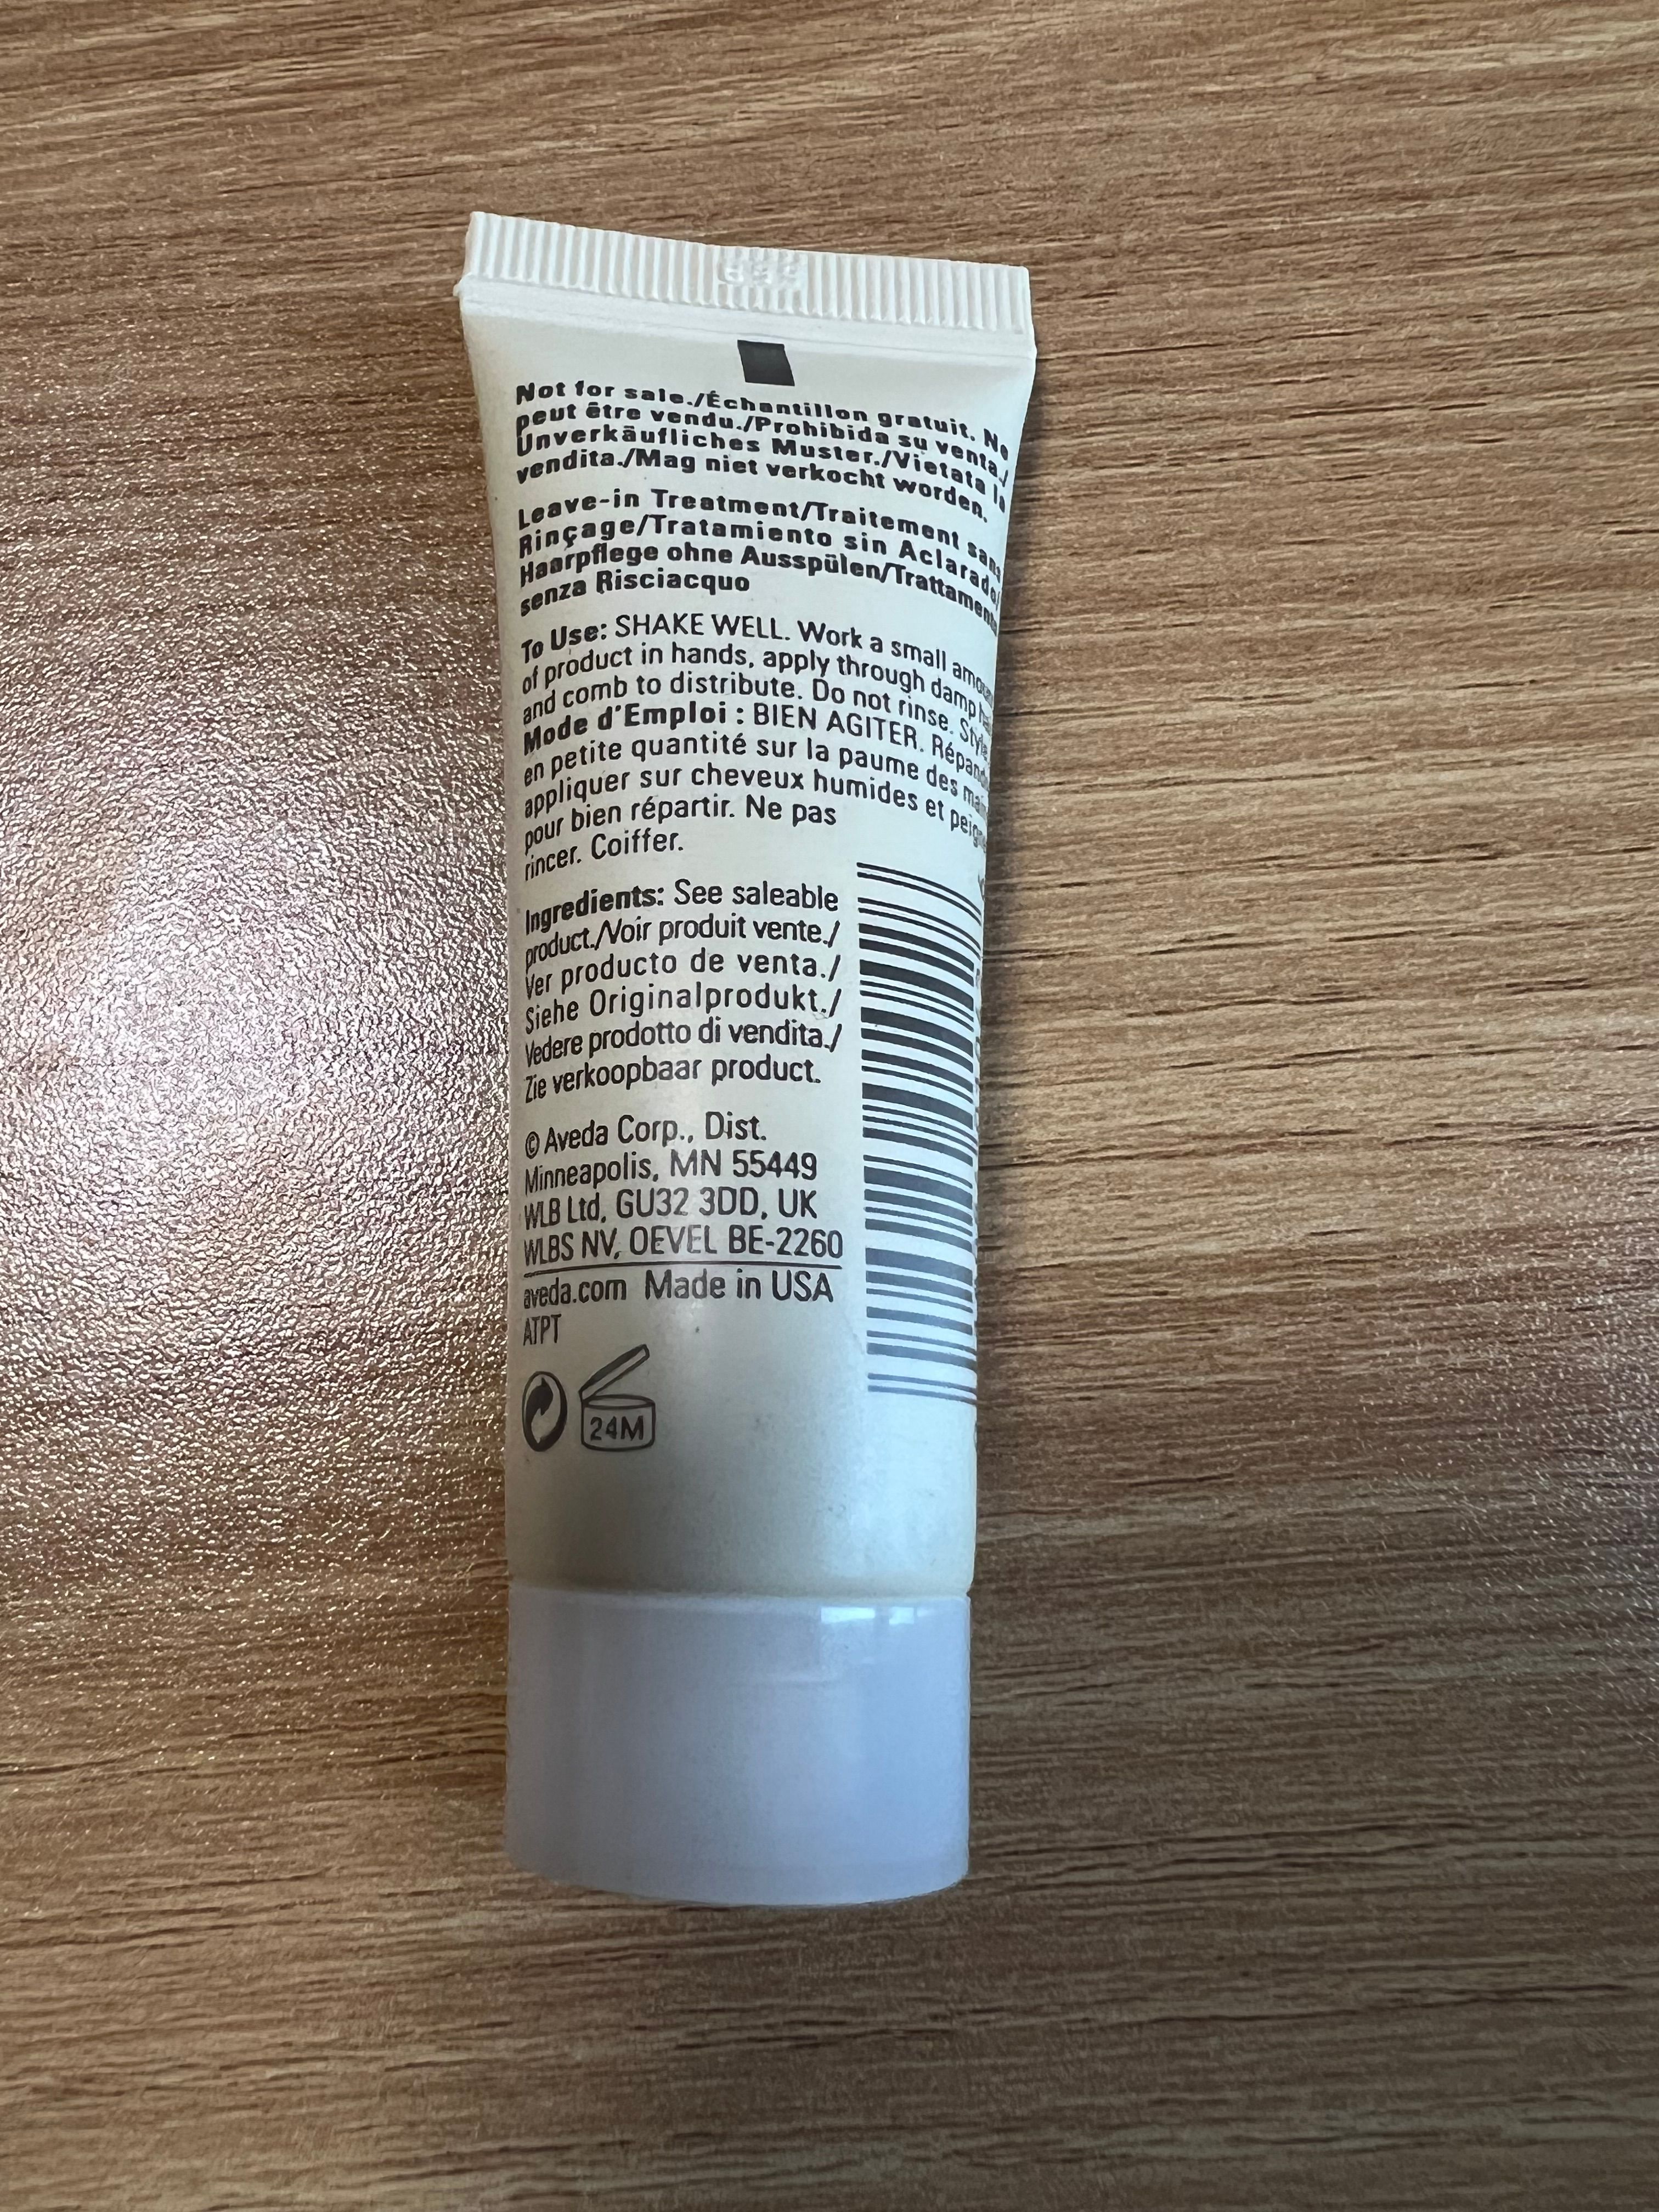 Not for sale./Échantillon gratuit. Ne
peut être vendu./Prohibida su venta./
Unverkäufliches Muster./Vietata la
vendita./Mag niet verkocht worden.
Leave-in Treatment/Traitement sans
Rinçage/Tratamiento sin Aclarado/
Haarpflege ohne Ausspülen/Trattamento
senza Risciacquo
To Use: SHAKE WELL. Work a small
of product in hands, apply through damp
and comb to distribute. Do not rinse. Style
Mode d'Emploi : BIEN AGITER.
en petite quantité sur la paume des
appliquer sur cheveux humides et
pour bien répartir. Ne pas
rincer. Coiffer.
Ingredients: See saleable
product./Voir produit vente./
Ver producto de venta./
Siehe Originalprodukt./
Vedere prodotto di vendita./
Zie verkoopbaar product.
© Aveda Corp., Dist.
Minneapolis, MN 55449
WLB Ltd, GU32 3DD, UK
WLBS NV, OEVEL BE-2260
aveda.com Made in USA
ATPT
24M